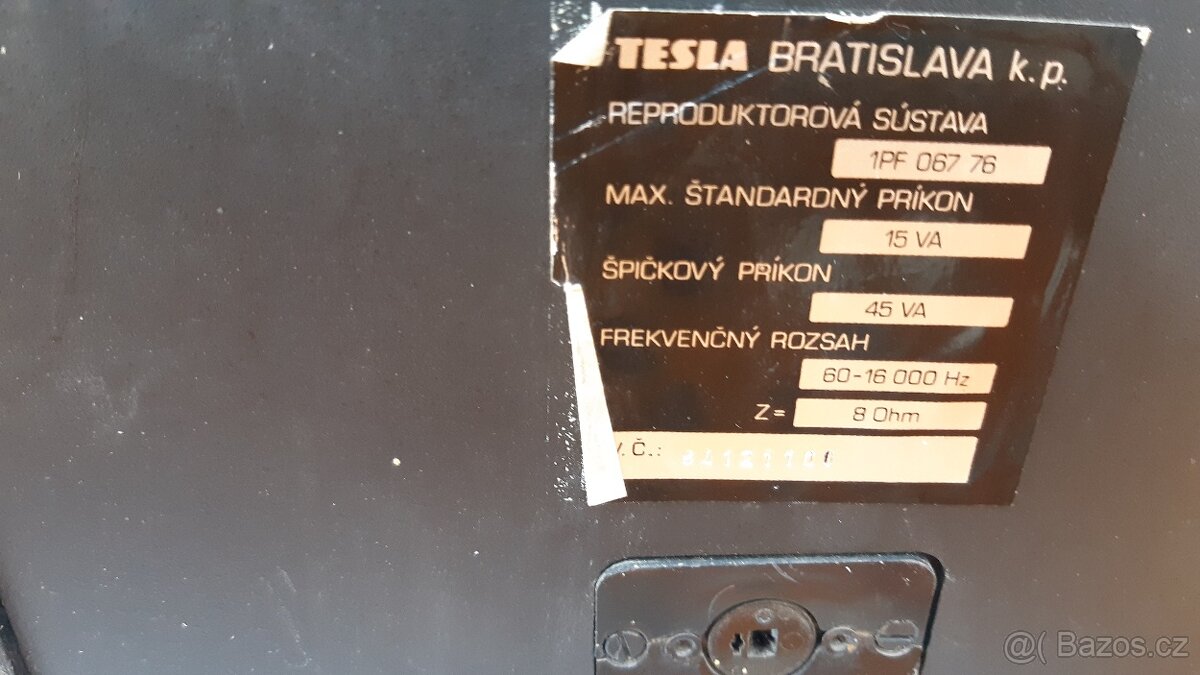 TESLA BRATISLAVA k.p.
REPRODUKTOROVÁ SÚSTAVA
1PF 067 76
MAX. ŠTANDARDNÝ PRÍKON
15 VA
ŠPIČKOVÝ PRÍKON
45 VA
FREKVENČNÝ ROZSAH
60-16 000 Hz
Z = 8 Ohm
V. Č.:
@( Bazos.cz